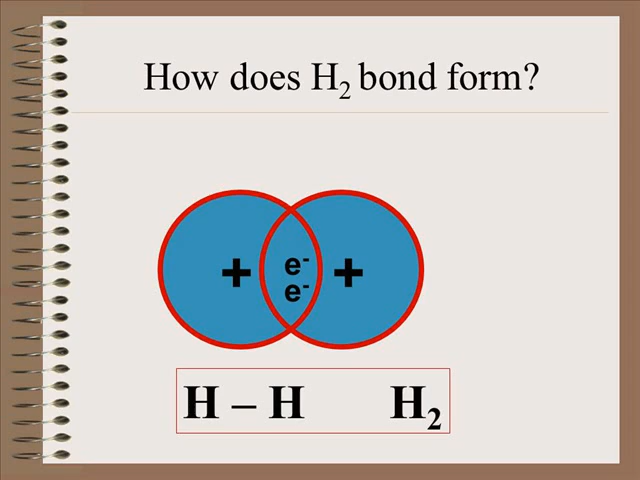 How does H₂ bond form?
+ e⁻ +
e⁻
H – H H₂